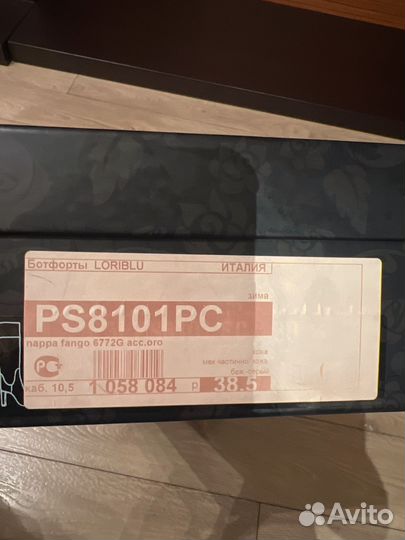 Ботфорты LORIBLU ИТАЛИЯ
зима
PS8101PC
nappa fango 6772G acc.oro
кожа
мех частично кожа
беж-серый
каб. 10,5 1 058 084 р 38.5
Avito